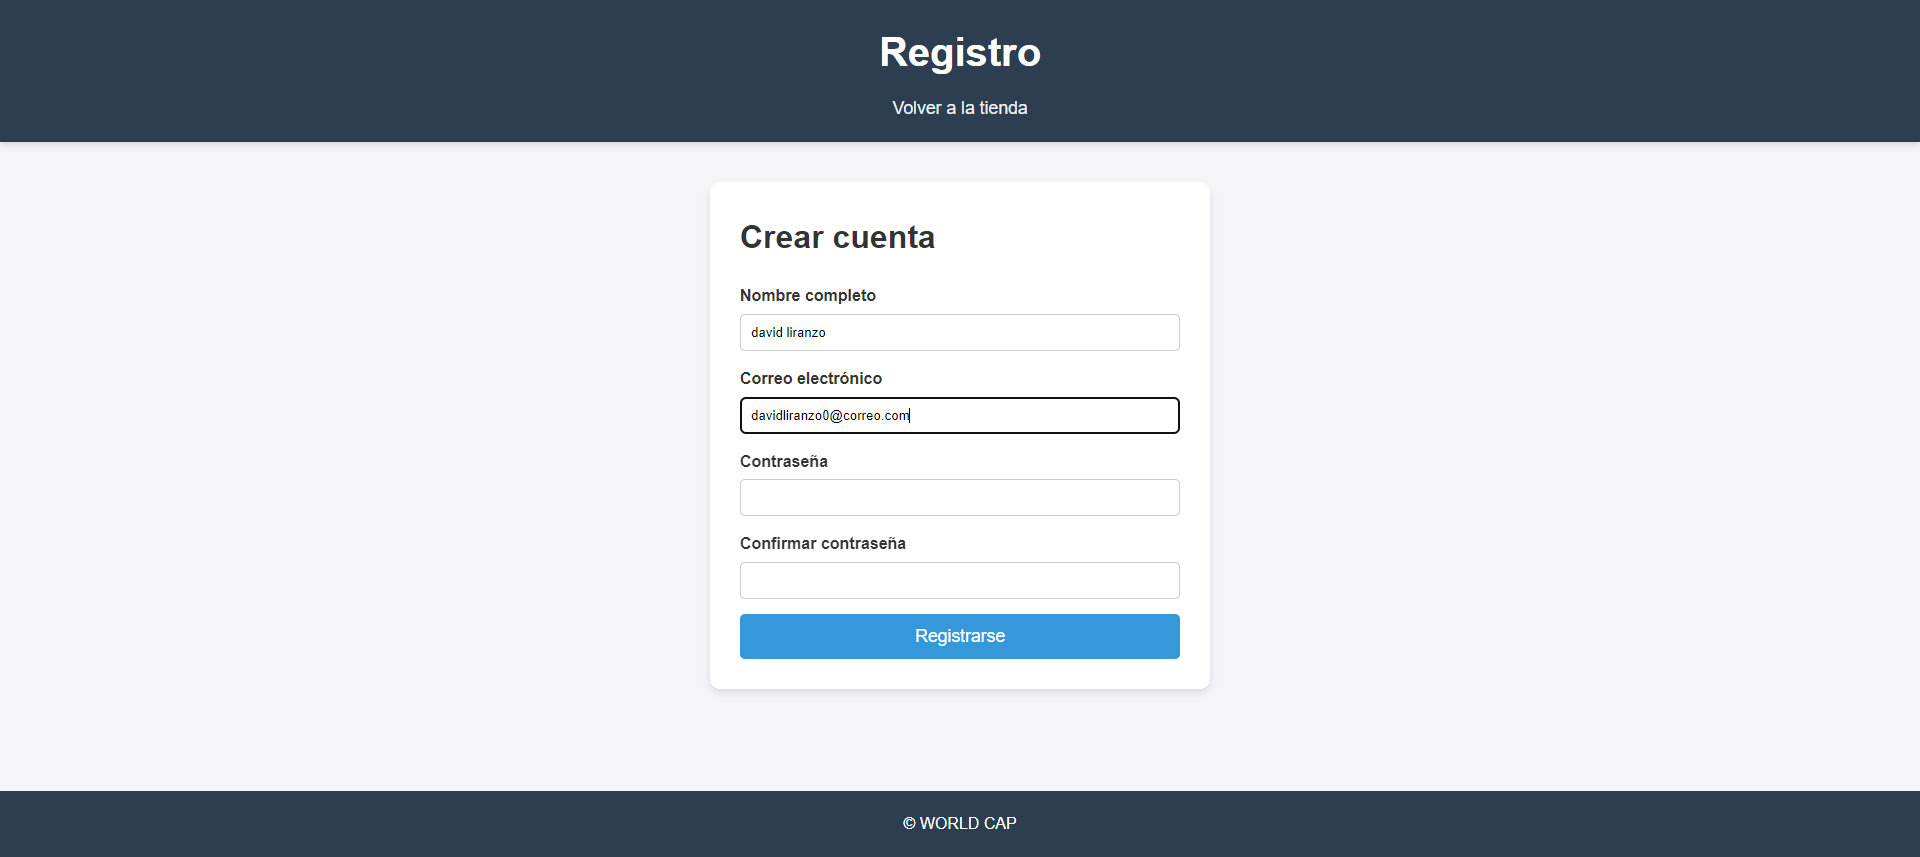 Registro
Volver a la tienda
Crear cuenta
Nombre completo
david liranzo
Correo electrónico
davidliranzo0@correo.com
Contraseña
Confirmar contraseña
Registrarse
© WORLD CAP